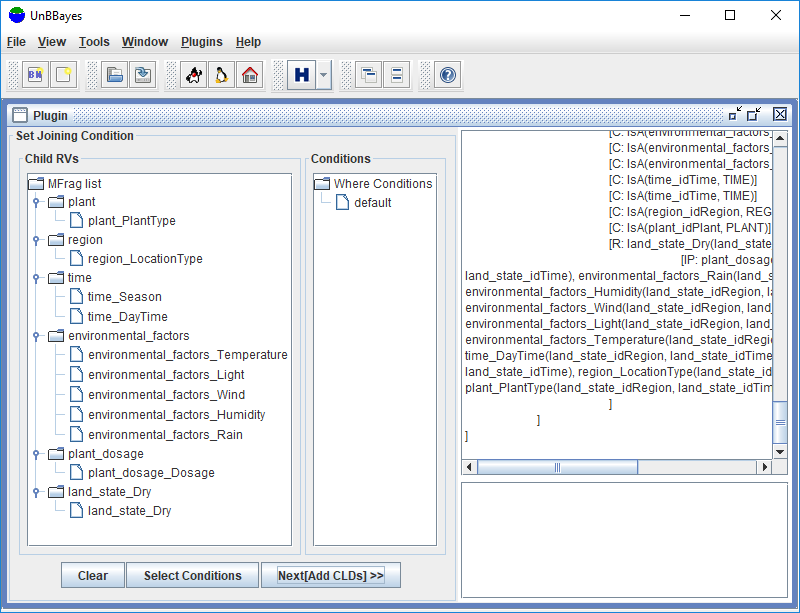 UnBBayes
File View Tools Window Plugins Help
BN
H
?
Plugin
Set Joining Condition
Child RVs
MFrag list
plant
plant_PlantType
region
region_LocationType
time
time_Season
time_DayTime
environmental_factors
environmental_factors_Temperature
environmental_factors_Light
environmental_factors_Wind
environmental_factors_Humidity
environmental_factors_Rain
plant_dosage
plant_dosage_Dosage
land_state_Dry
land_state_Dry
Conditions
Where Conditions
default
Clear
Select Conditions
Next[Add CLDs] >>
[C: IsA(environmental_factors_
[C: IsA(environmental_factors_
[C: IsA(environmental_factors_
[C: IsA(time_idTime, TIME)]
[C: IsA(time_idTime, TIME)]
[C: IsA(region_idRegion, REG
[C: IsA(plant_idPlant, PLANT)]
[R: land_state_Dry(land_state
[IP: plant_dosag
land_state_idTime), environmental_factors_Rain(land_s
environmental_factors_Humidity(land_state_idRegion, la
environmental_factors_Wind(land_state_idRegion, land_
environmental_factors_Light(land_state_idRegion, land_
environmental_factors_Temperature(land_state_idRegi
time_DayTime(land_state_idRegion, land_state_idTime
land_state_idTime), region_LocationType(land_state_id
plant_PlantType(land_state_idRegion, land_state_idTim
]
]
]